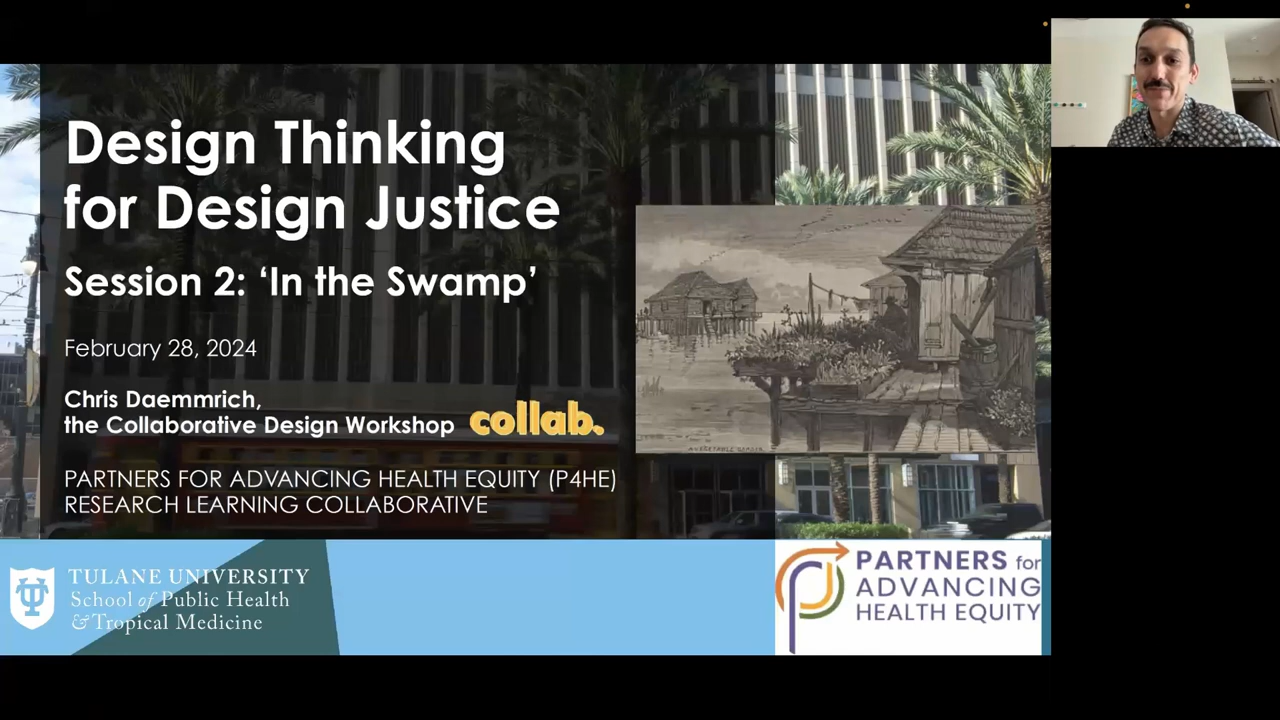 Design Thinking
for Design Justice
Session 2: ‘In the Swamp’
February 28, 2024
Chris Daemmrich,
the Collaborative Design Workshop
collab.
PARTNERS FOR ADVANCING HEALTH EQUITY (P4HE)
RESEARCH LEARNING COLLABORATIVE
TULANE UNIVERSITY
School of Public Health
& Tropical Medicine
PARTNERS for
ADVANCING
HEALTH EQUITY